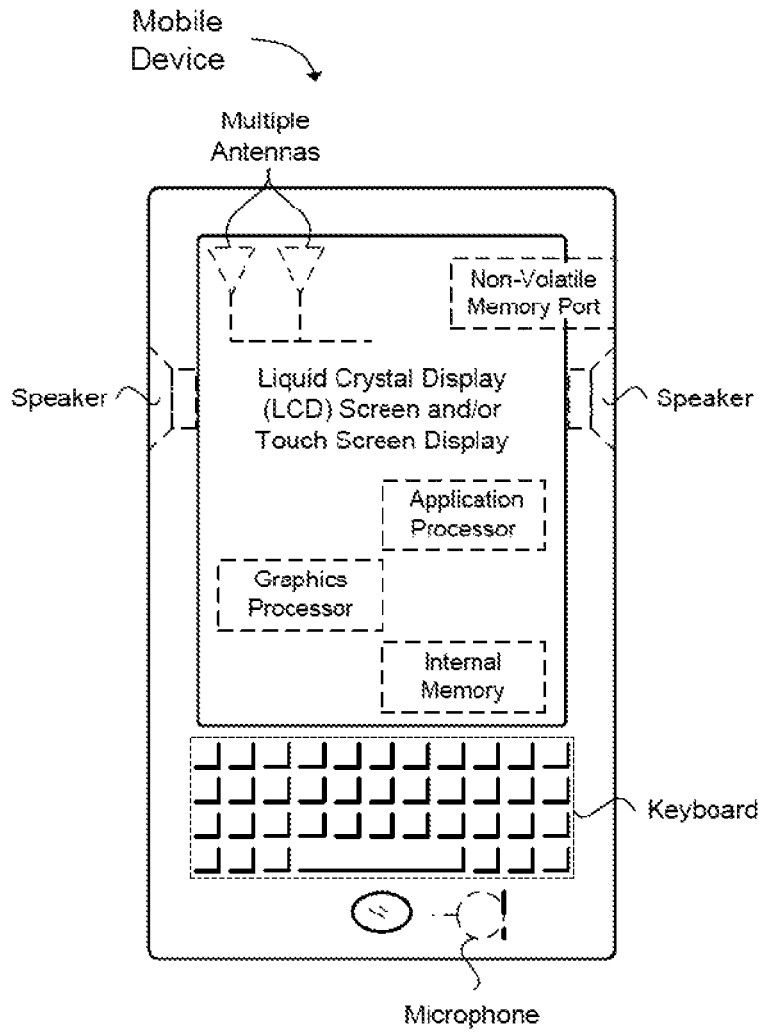 Mobile
Device
Multiple
Antennas
Non-Volatile
Memory Port
Speaker
Liquid Crystal Display
(LCD) Screen and/or
Touch Screen Display
Speaker
Application
Processor
Graphics
Processor
Internal
Memory
Keyboard
Microphone